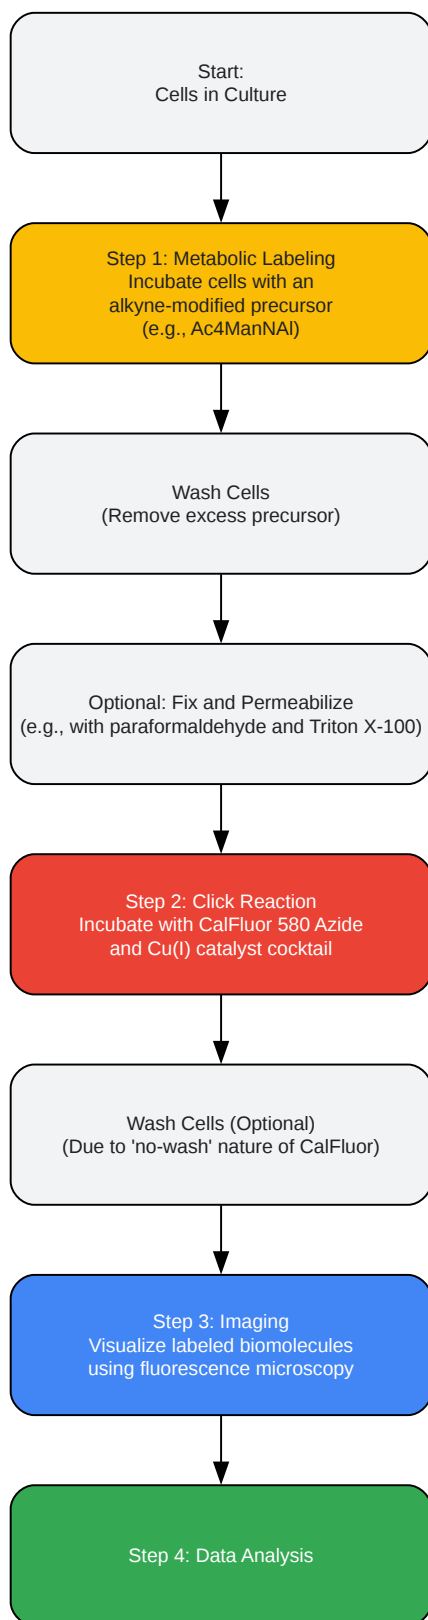 Start:
Cells in Culture
Step 1: Metabolic Labeling
Incubate cells with an
alkyne-modified precursor
(e.g., Ac4ManNAl)
Wash Cells
(Remove excess precursor)
Optional: Fix and Permeabilize
(e.g., with paraformaldehyde and Triton X-100)
Step 2: Click Reaction
Incubate with CalFluor 580 Azide
and Cu(I) catalyst cocktail
Wash Cells (Optional)
(Due to 'no-wash' nature of CalFluor)
Step 3: Imaging
Visualize labeled biomolecules
using fluorescence microscopy
Step 4: Data Analysis